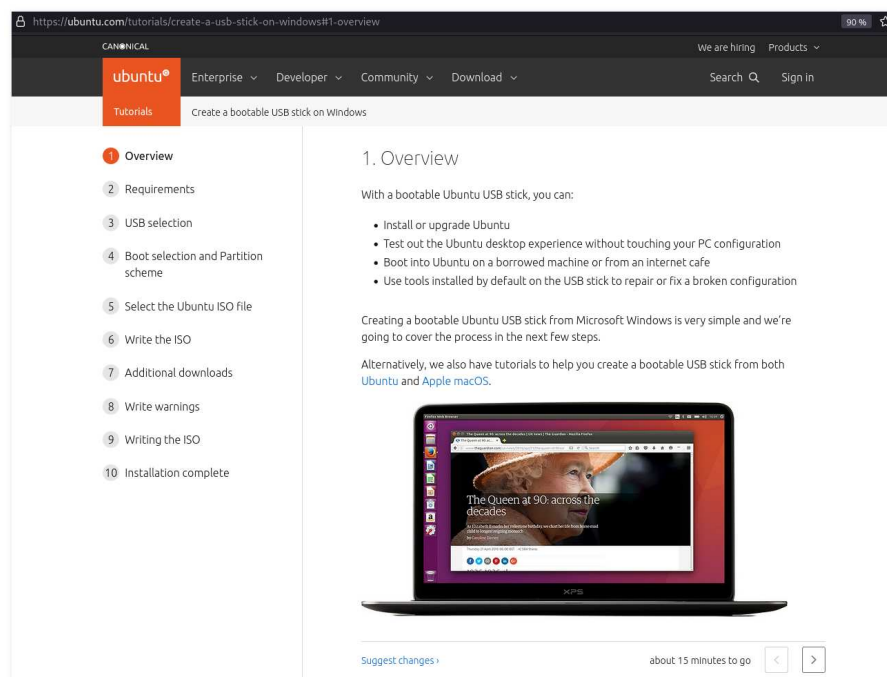 https://ubuntu.com/tutorials/create-a-usb-stick-on-windows#1-overview 90 %
CANONICAL We are hiring Products
ubuntu® Enterprise Developer Community Download Search Sign in
Tutorials Create a bootable USB stick on Windows
1 Overview
2 Requirements
3 USB selection
4 Boot selection and Partition
scheme
5 Select the Ubuntu ISO file
6 Write the ISO
7 Additional downloads
8 Write warnings
9 Writing the ISO
10 Installation complete
1. Overview
With a bootable Ubuntu USB stick, you can:
• Install or upgrade Ubuntu
• Test out the Ubuntu desktop experience without touching your PC configuration
• Boot into Ubuntu on a borrowed machine or from an internet cafe
• Use tools installed by default on the USB stick to repair or fix a broken configuration
Creating a bootable Ubuntu USB stick from Microsoft Windows is very simple and we're
going to cover the process in the next few steps.
Alternatively, we also have tutorials to help you create a bootable USB stick from both
Ubuntu and Apple macOS.
The Queen at 90: across the
decades
XPS
Suggest changes › about 15 minutes to go